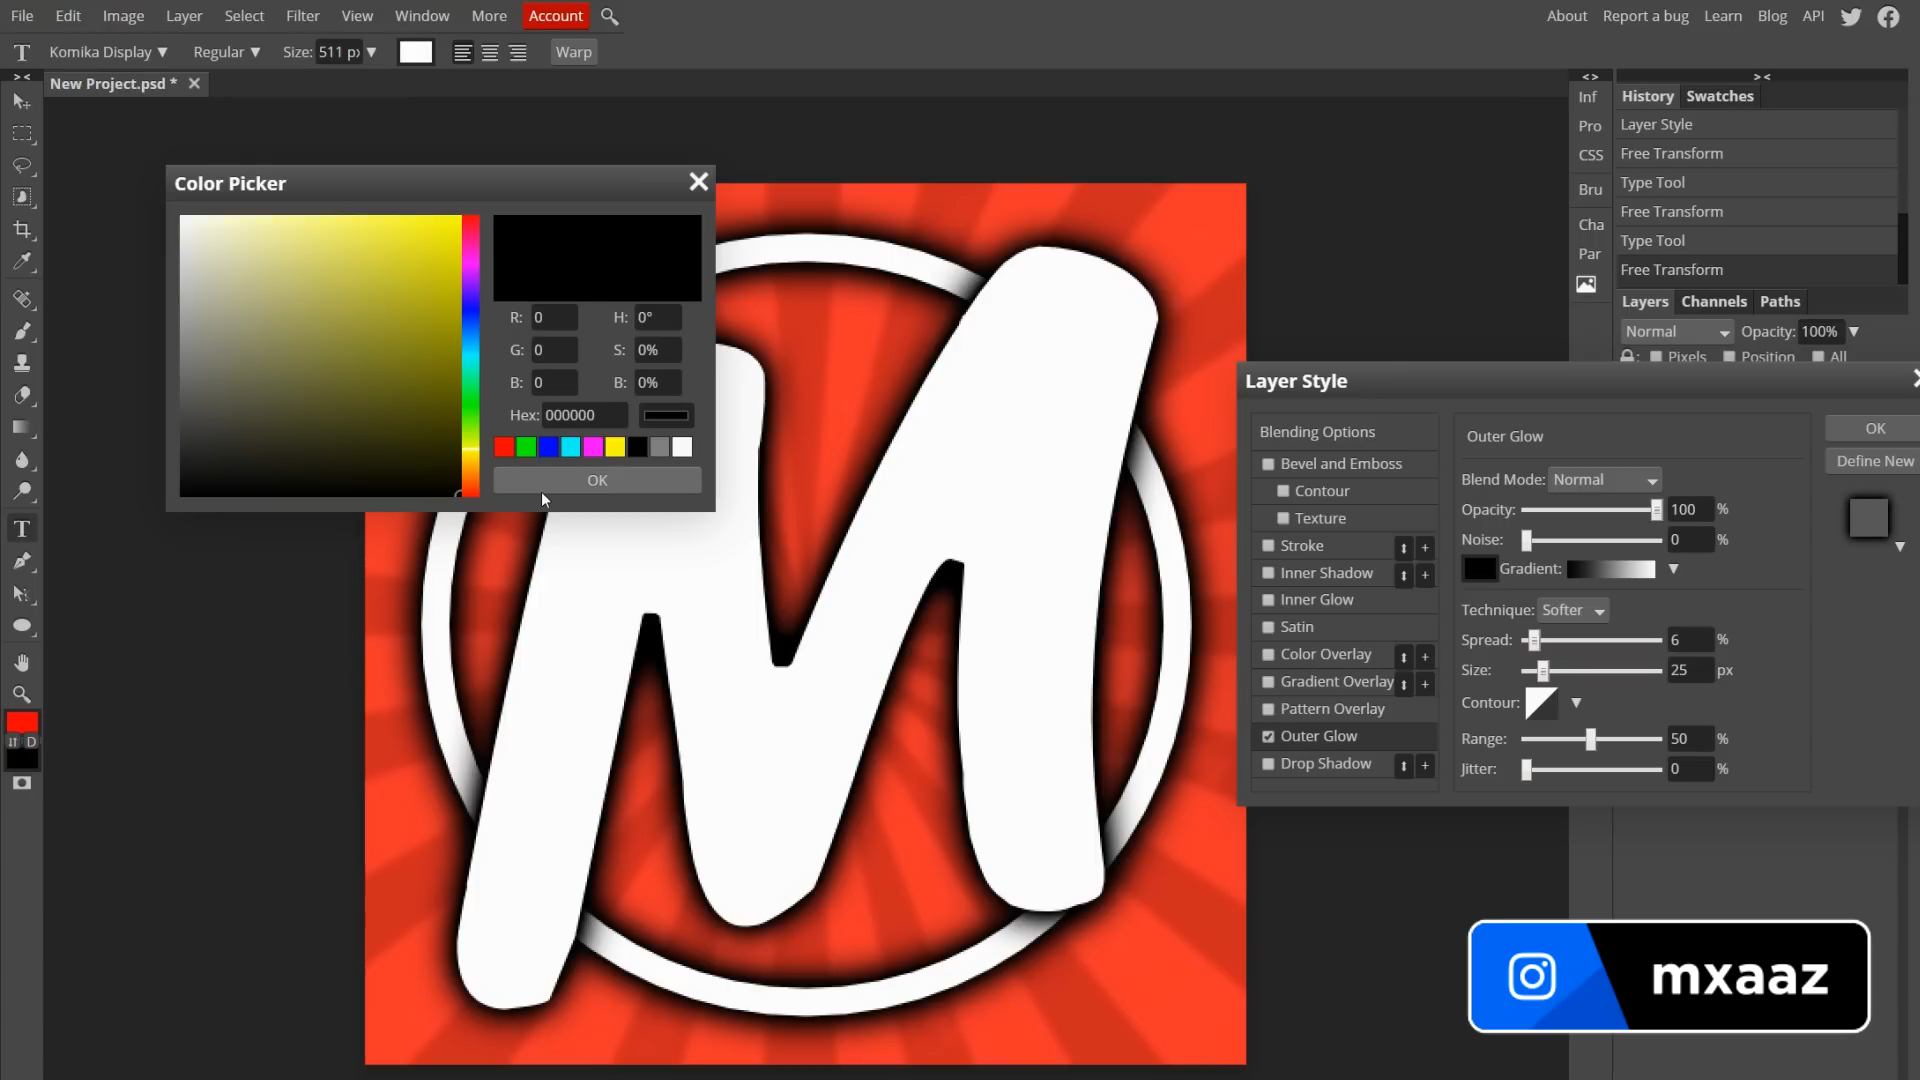 File Edit Image Layer Select Filter View Window More Account
About Report a bug Learn Blog API
T Komika Display Regular Size: 511 px Warp
New Project.psd *
Inf
Pro
CSS
Bru
Cha
Par
History Swatches
Layer Style
Free Transform
Type Tool
Free Transform
Type Tool
Free Transform
Layers Channels Paths
Normal Opacity: 100%
Pixels Position All
Color Picker
R: 0 H: 0°
G: 0 S: 0%
B: 0 B: 0%
Hex: 000000
OK
T
D
M
Layer Style
Blending Options
Bevel and Emboss
Contour
Texture
Stroke
Inner Shadow
Inner Glow
Satin
Color Overlay
Gradient Overlay
Pattern Overlay
Outer Glow
Drop Shadow
Outer Glow
Blend Mode: Normal
Opacity: 100 %
Noise: 0 %
Gradient:
Technique: Softer
Spread: 6 %
Size: 25 px
Contour:
Range: 50 %
Jitter: 0 %
OK
Define New
mxaaz